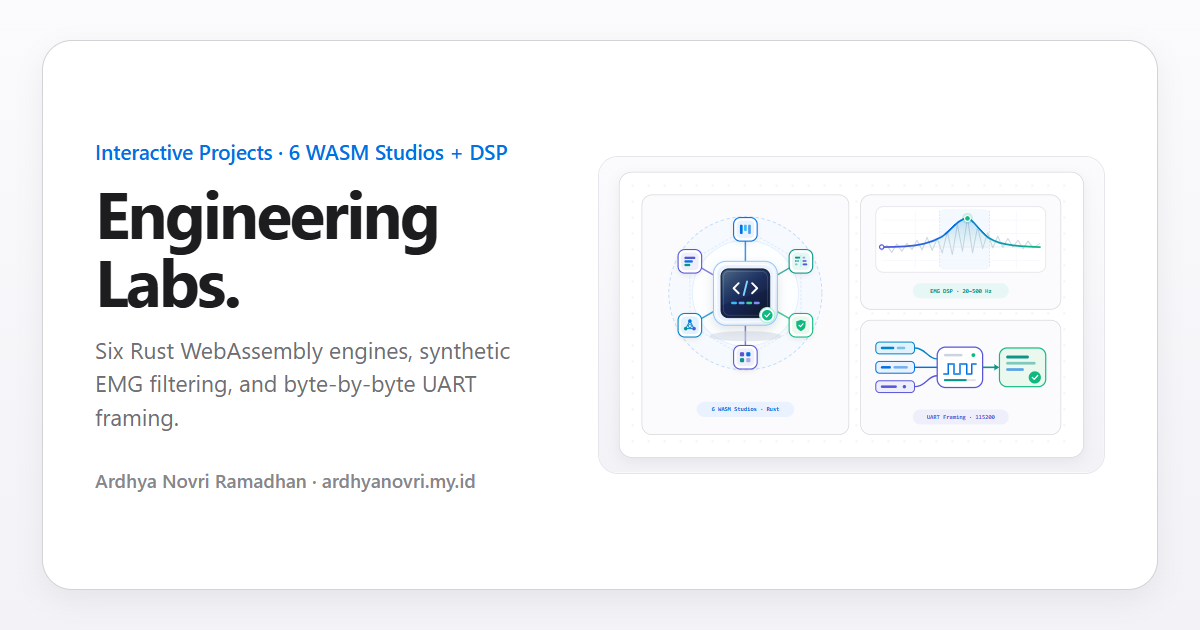 Interactive Projects · 6 WASM Studios + DSP
Engineering
Labs.
Six Rust WebAssembly engines, synthetic
EMG filtering, and byte-by-byte UART
framing.
Ardhya Novri Ramadhan · ardhyanovri.my.id
</>
6 WASM Studios · Rust
EMG DSP · 20–500 Hz
UART Framing · 115200